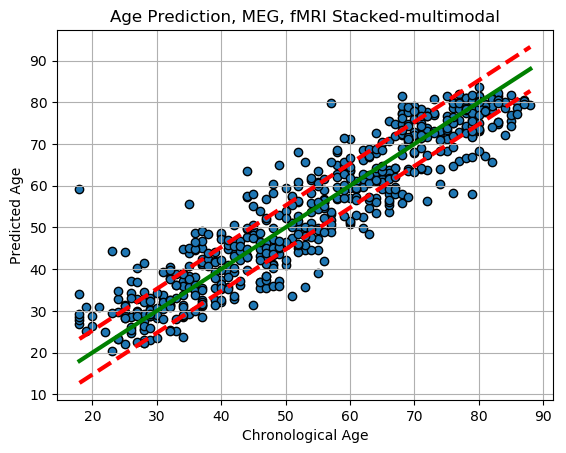 Age Prediction, MEG, fMRI Stacked-multimodal
90
80
70
60
50
40
30
20
10
Predicted Age
20 30 40 50 60 70 80 90
Chronological Age